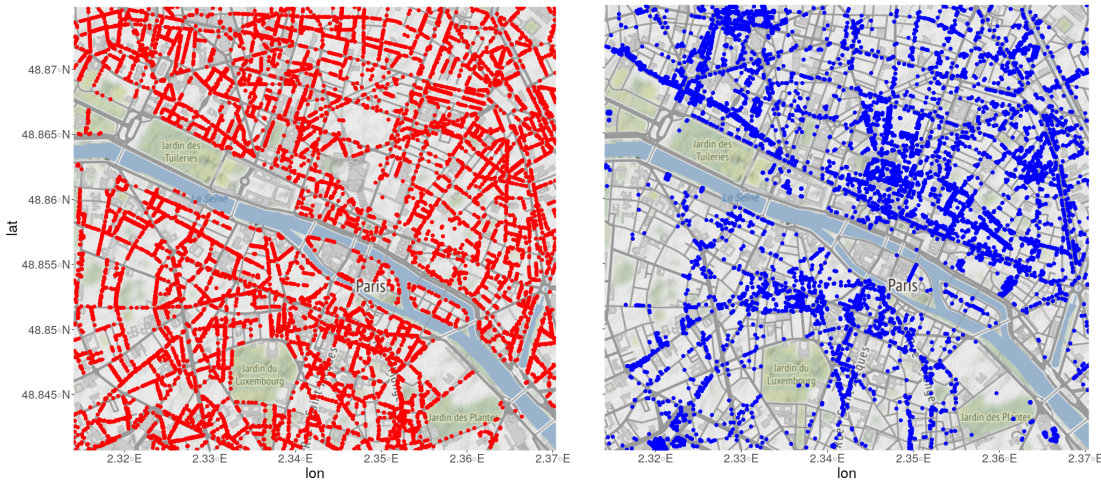 48.87°N
48.865°N
48.86°N
48.855°N
48.85°N
48.845°N
lat
Jardin des
Tuileries
La Seine
Paris
Jardin du
Luxembourg
Jardin des Plantes
2.32°E
2.33°E
2.34°E
2.35°E
2.36°E
2.37°E
lon
Jardin des
Tuileries
La Seine
Paris
Jardin du
Luxembourg
Jardin des Plantes
2.32°E
2.33°E
2.34°E
2.35°E
2.36°E
2.37°E
lon